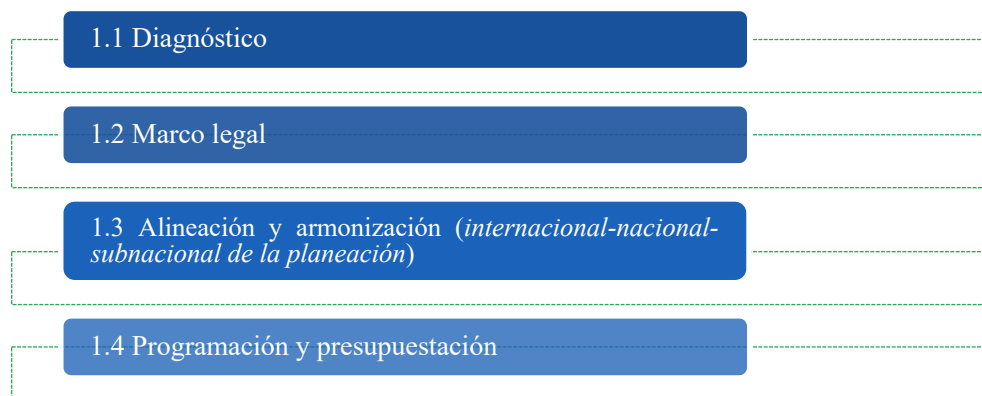 1.1 Diagnóstico
1.2 Marco legal
1.3 Alineación y armonización (internacional-nacional-
subnacional de la planeación)
1.4 Programación y presupuestación